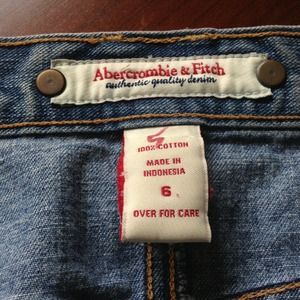 Abercrombie & Fitch
authentic quality denim
100% COTTON
MADE IN
INDONESIA
6
OVER FOR CARE